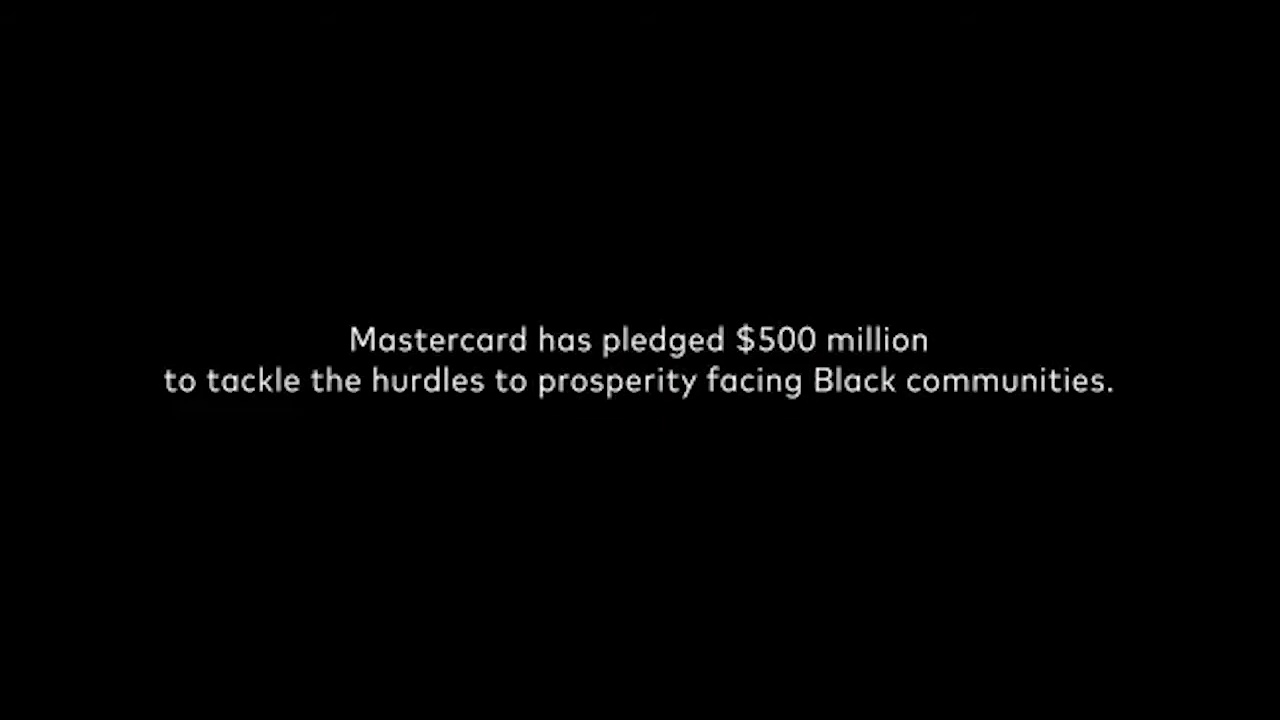 Mastercard has pledged $500 million
to tackle the hurdles to prosperity facing Black communities.